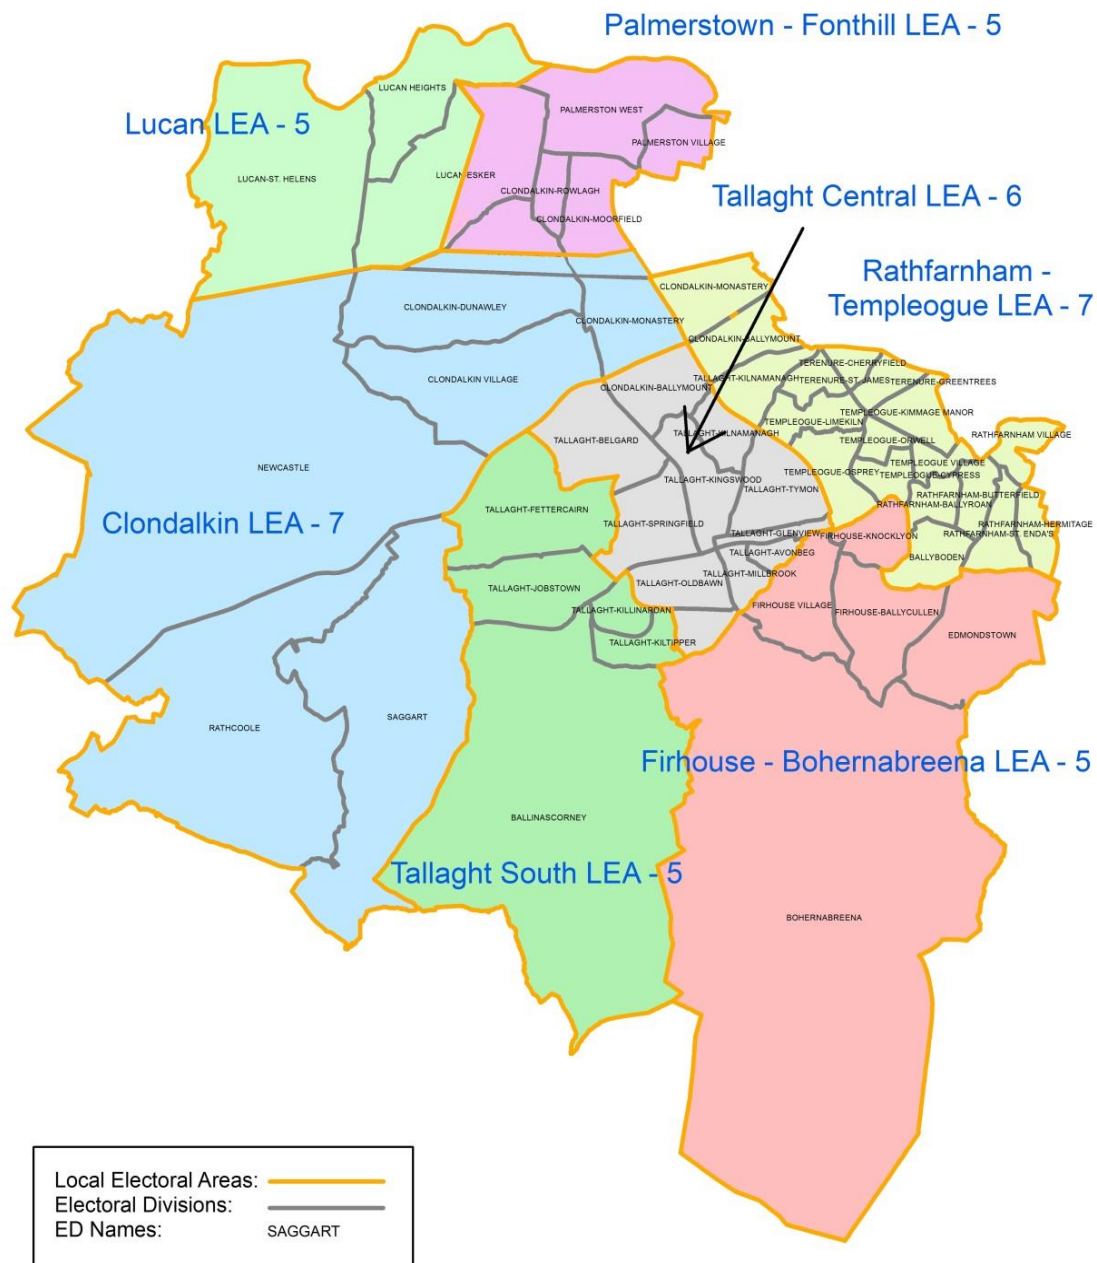 Palmerstown - Fonthill LEA - 5
LUCAN HEIGHTS
PALMERSTON WEST
Lucan LEA - 5
PALMERSTON VILLAGE
LUCAN-ST. HELENS
LUCAN-ESKER
CLONDALKIN-ROWLAGH
Tallaght Central LEA - 6
CLONDALKIN-MOORFIELD
Rathfarnham -
Templeogue LEA - 7
CLONDALKIN-MONASTERY
CLONDALKIN-DUNAWLEY
CLONDALKIN-MONASTERY
CLONDALKIN-BALLYMOUNT
TERENURE-CHERRYFIELD
CLONDALKIN VILLAGE
TALLAGHT-KILNAMANAGH
TERENURE-ST. JAMES
TERENURE-GREENTREES
CLONDALKIN-BALLYMOUNT
TEMPLEOGUE-KIMMAGE MANOR
TEMPLEOGUE-LIMEKILN
TALLAGHT-KILNAMANAGH
RATHFARNHAM VILLAGE
TALLAGHT-BELGARD
TEMPLEOGUE-ORWELL
TEMPLEOGUE VILLAGE
NEWCASTLE
TEMPLEOGUE-OSPREY
TEMPLEOGUE-CYPRESS
TALLAGHT-KINGSWOOD
TALLAGHT-TYMON
RATHFARNHAM-BUTTERFIELD
RATHFARNHAM-BALLYROAN
TALLAGHT-FETTERCAIRN
Clondalkin LEA - 7
TALLAGHT-SPRINGFIELD
RATHFARNHAM-HERMITAGE
TALLAGHT-GLENVIEW
FIRHOUSE-KNOCKLYON
RATHFARNHAM-ST. ENDA'S
TALLAGHT-AVONBEG
BALLYBODEN
TALLAGHT-MILLBROOK
TALLAGHT-OLDBAWN
TALLAGHT-JOBSTOWN
FIRHOUSE VILLAGE
TALLAGHT-KILLINARDAN
FIRHOUSE-BALLYCULLEN
EDMONDSTOWN
TALLAGHT-KILTIPPER
SAGGART
RATHCOOLE
Firhouse - Bohernabreena LEA - 5
BALLINASCORNEY
Tallaght South LEA - 5
BOHERNABREENA
Local Electoral Areas:
Electoral Divisions:
ED Names: SAGGART